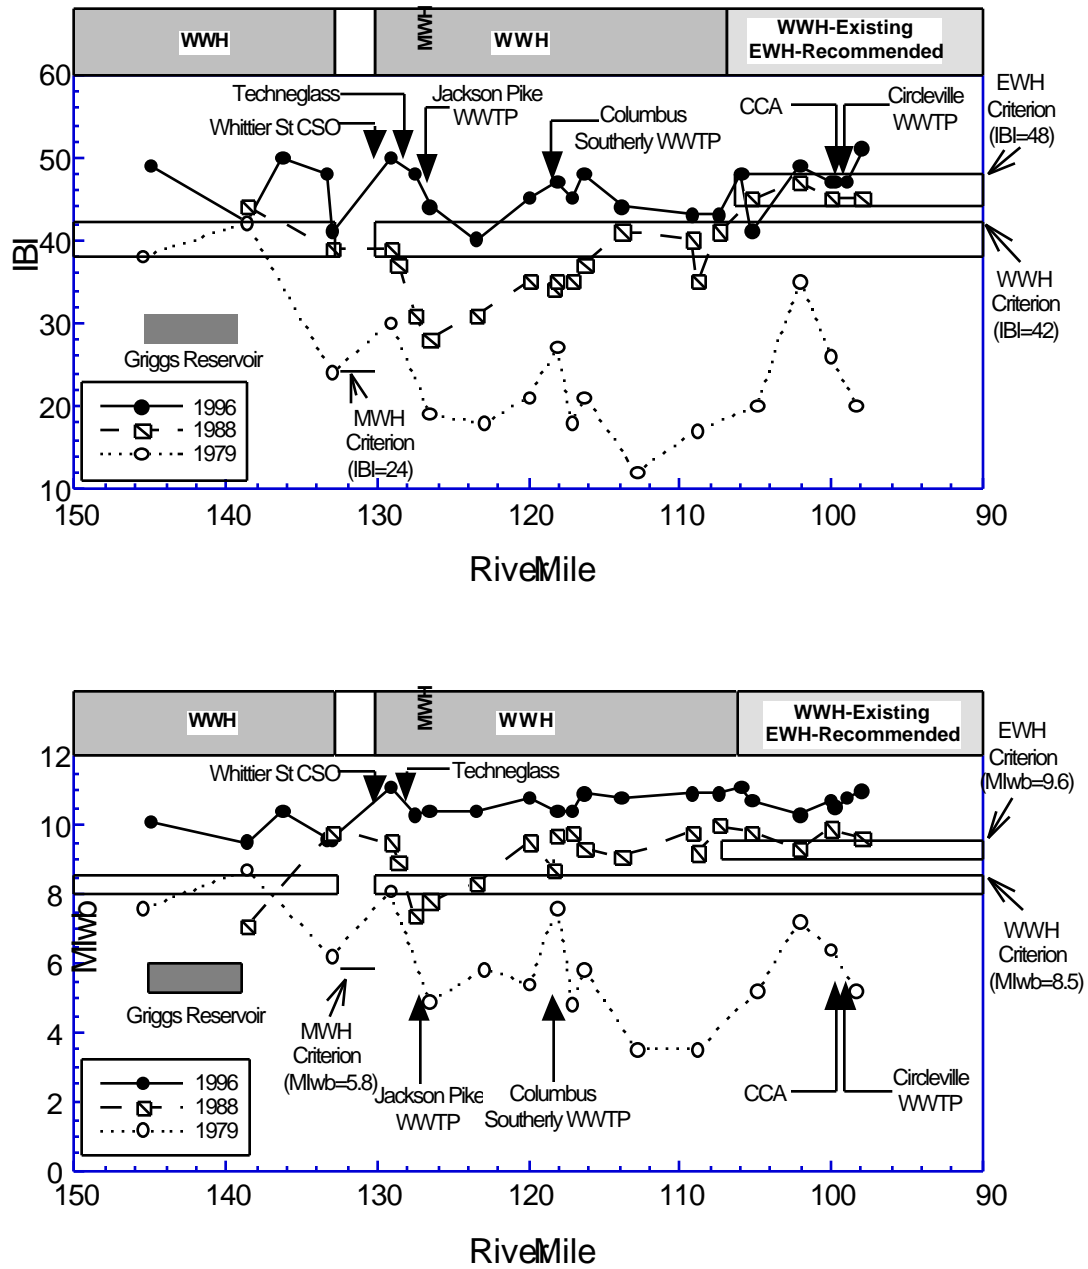 WWH
MWH
WWH
WWH-Existing
EWH-Recommended
60
50
40
30
20
10
IBI
Techneglass
Whittier St CSO
Jackson Pike
WWTP
Columbus
Southerly WWTP
CCA
Circleville
WWTP
EWH
Criterion
(IBI=48)
WWH
Criterion
(IBI=42)
Griggs Reservoir
MWH
Criterion
(IBI=24)
1996
1988
1979
150 140 130 120 110 100 90
River Mile
WWH
MWH
WWH
WWH-Existing
EWH-Recommended
12
10
8
6
4
2
0
MIwb
Whittier St CSO
Techneglass
EWH
Criterion
(MIwb=9.6)
WWH
Criterion
(MIwb=8.5)
Griggs Reservoir
MWH
Criterion
(MIwb=5.8)
Jackson Pike
WWTP
Columbus
Southerly WWTP
CCA
Circleville
WWTP
1996
1988
1979
150 140 130 120 110 100 90
River Mile